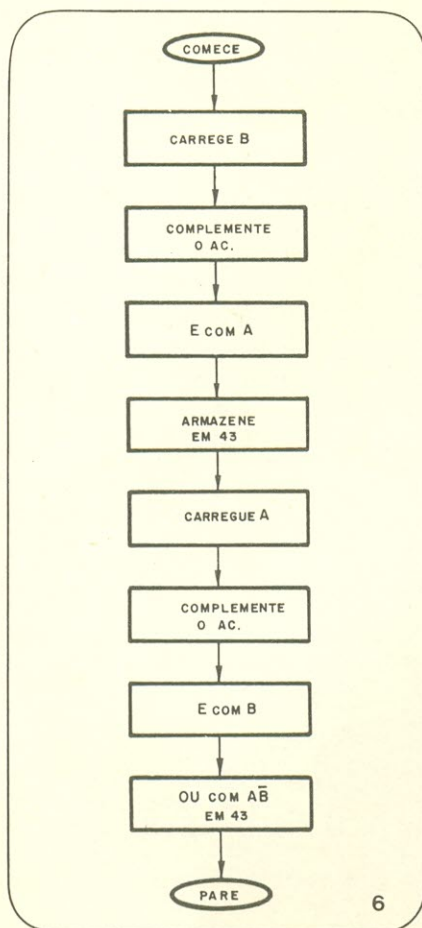 COMECE
CARREGE B
COMPLEMENTE
O AC.
E COM A
ARMAZENE
EM 43
CARREGUE A
COMPLEMENTE
O AC.
E COM B
OU COM AB̅
EM 43
PARE
6